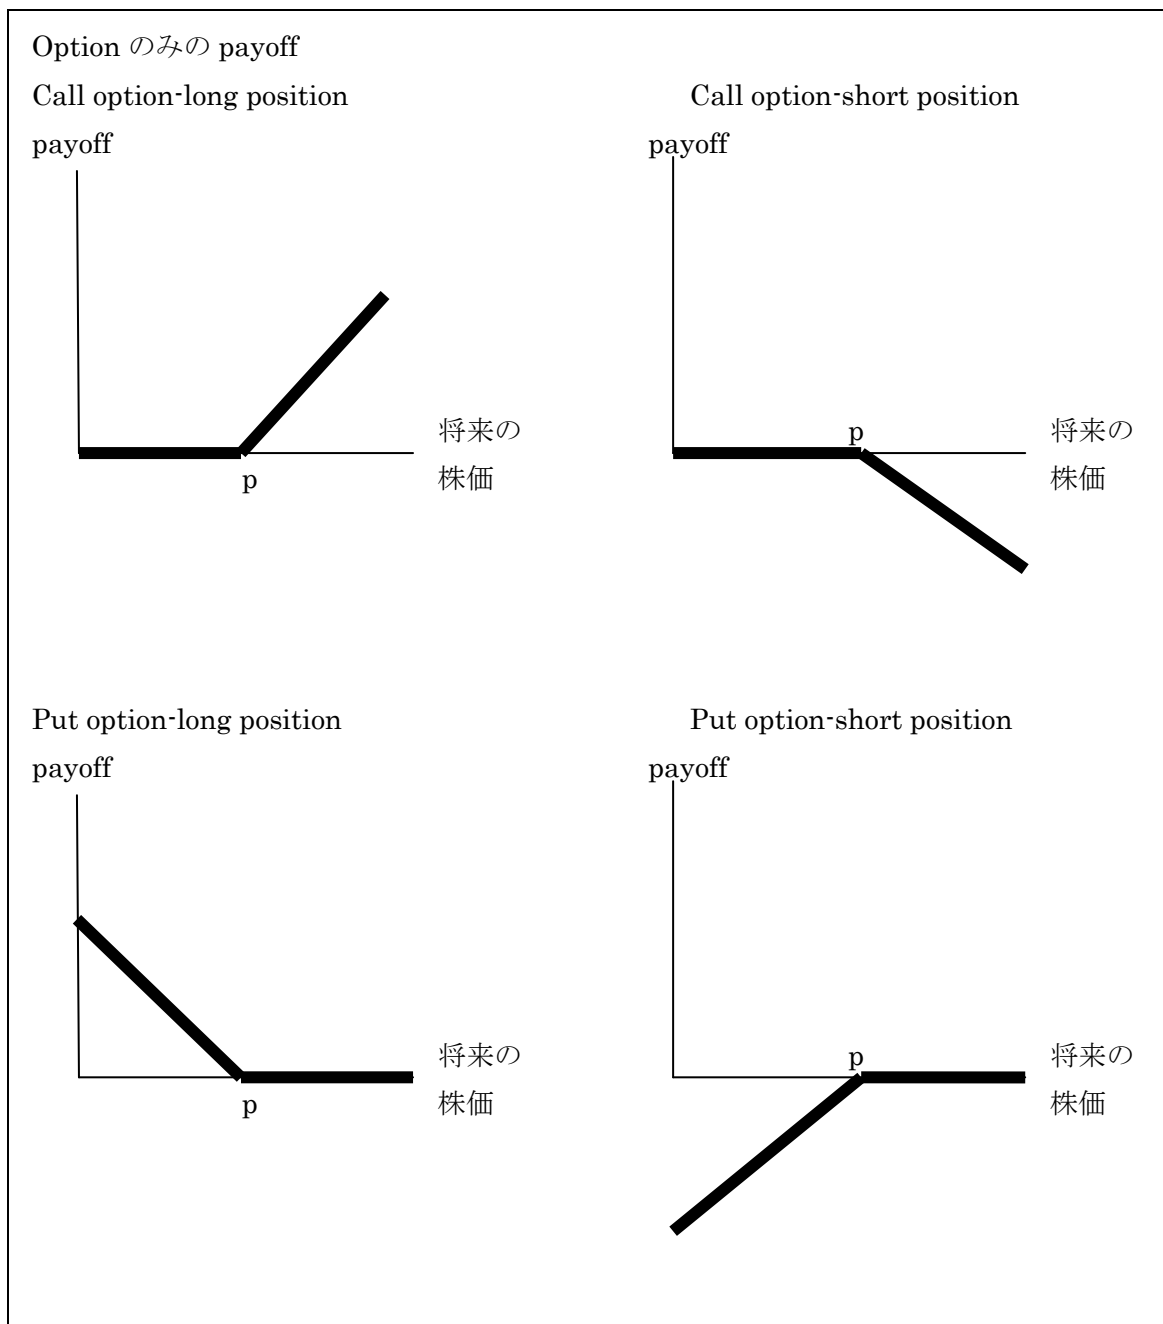 Option のみの payoff
Call option-long position
Call option-short position
payoff
payoff
p
将来の
株価
p
将来の
株価
Put option-long position
Put option-short position
payoff
payoff
p
将来の
株価
p
将来の
株価